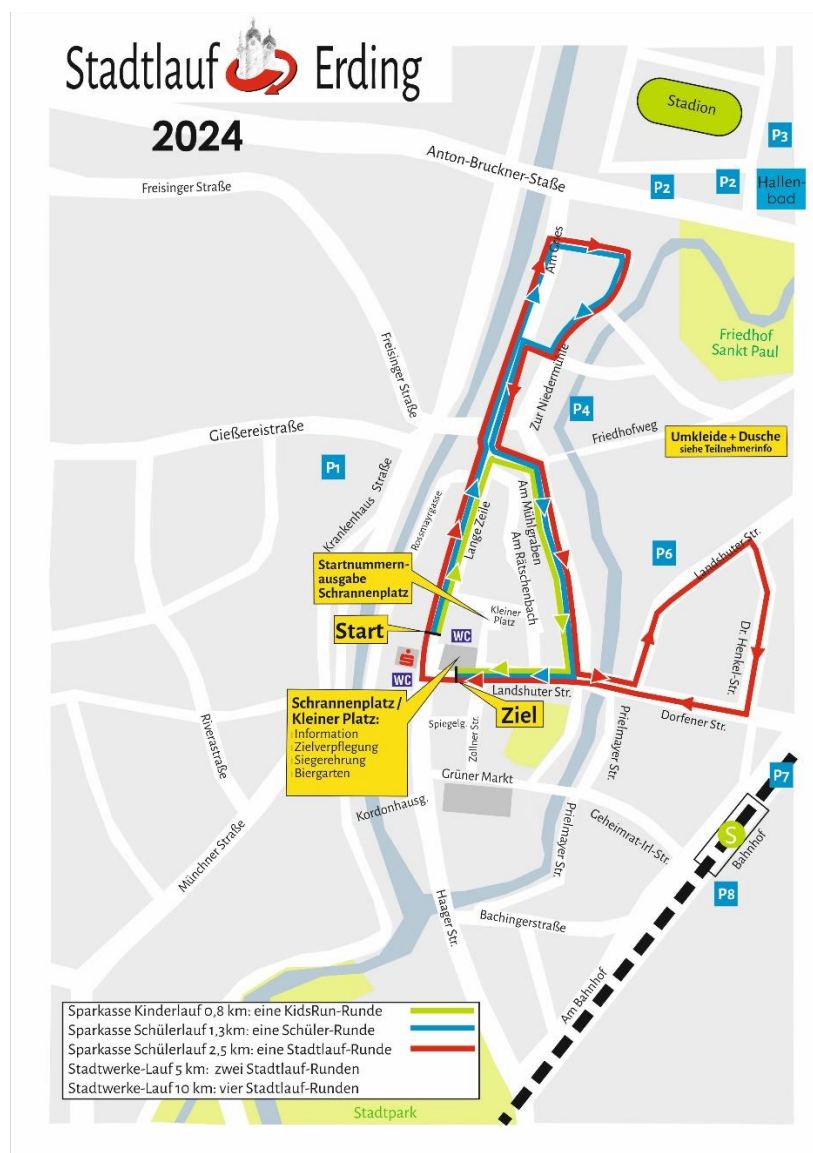 Stadtlauf Erding
2024
Stadion
P3
Anton-Bruckner-Staße
P2
P2
Hallen-
bad
Freisinger Straße
Am Gries
Friedhof
Sankt Paul
Freisinger Straße
Zur Niedermühle
P4
Gießereistraße
Friedhofweg
Umkleide + Dusche
siehe Teilnehmerinfo
P1
Krankenhaus Straße
Rossmayrgasse
Lange Zeile
Am Mühlgraben
Am Rätschenbach
P6
Landshuter Str.
Startnummern-
ausgabe
Schrannenplatz
Kleiner
Platz
Start
WC
Dr. Henkel-Str.
WC
Landshuter Str.
Schrannenplatz /
Kleiner Platz:
Information
Zielverpflegung
Siegerehrung
Biergarten
Ziel
Dorfener Str.
Spiegelg.
Zollner Str.
Prielmayer Str.
Riverastraße
Grüner Markt
P7
Kordonhausg.
Prielmayer Str.
Geheimrat-Irl-Str.
S
Bahnhof
Münchner Straße
P8
Haager Str.
Bachingerstraße
Am Bahnhof
Sparkasse Kinderlauf 0,8 km: eine KidsRun-Runde
Sparkasse Schülerlauf 1,3km: eine Schüler-Runde
Sparkasse Schülerlauf 2,5 km: eine Stadtlauf-Runde
Stadtwerke-Lauf 5 km: zwei Stadtlauf-Runden
Stadtwerke-Lauf 10 km: vier Stadtlauf-Runden
Stadtpark